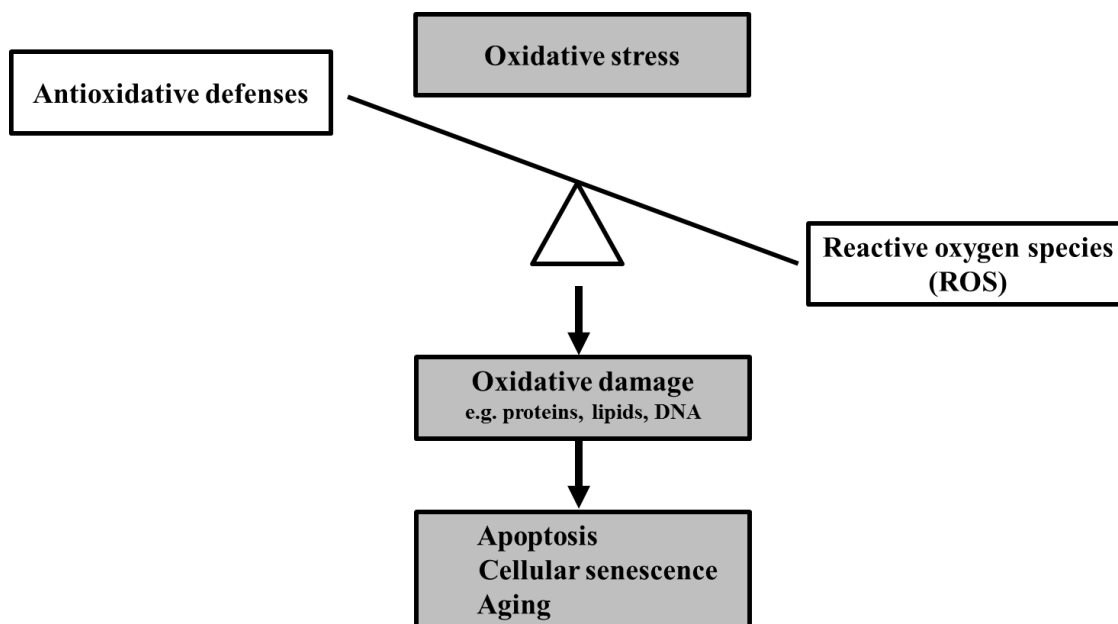 Oxidative stress
Antioxidative defenses
Reactive oxygen species
(ROS)
Oxidative damage
e.g. proteins, lipids, DNA
Apoptosis
Cellular senescence
Aging